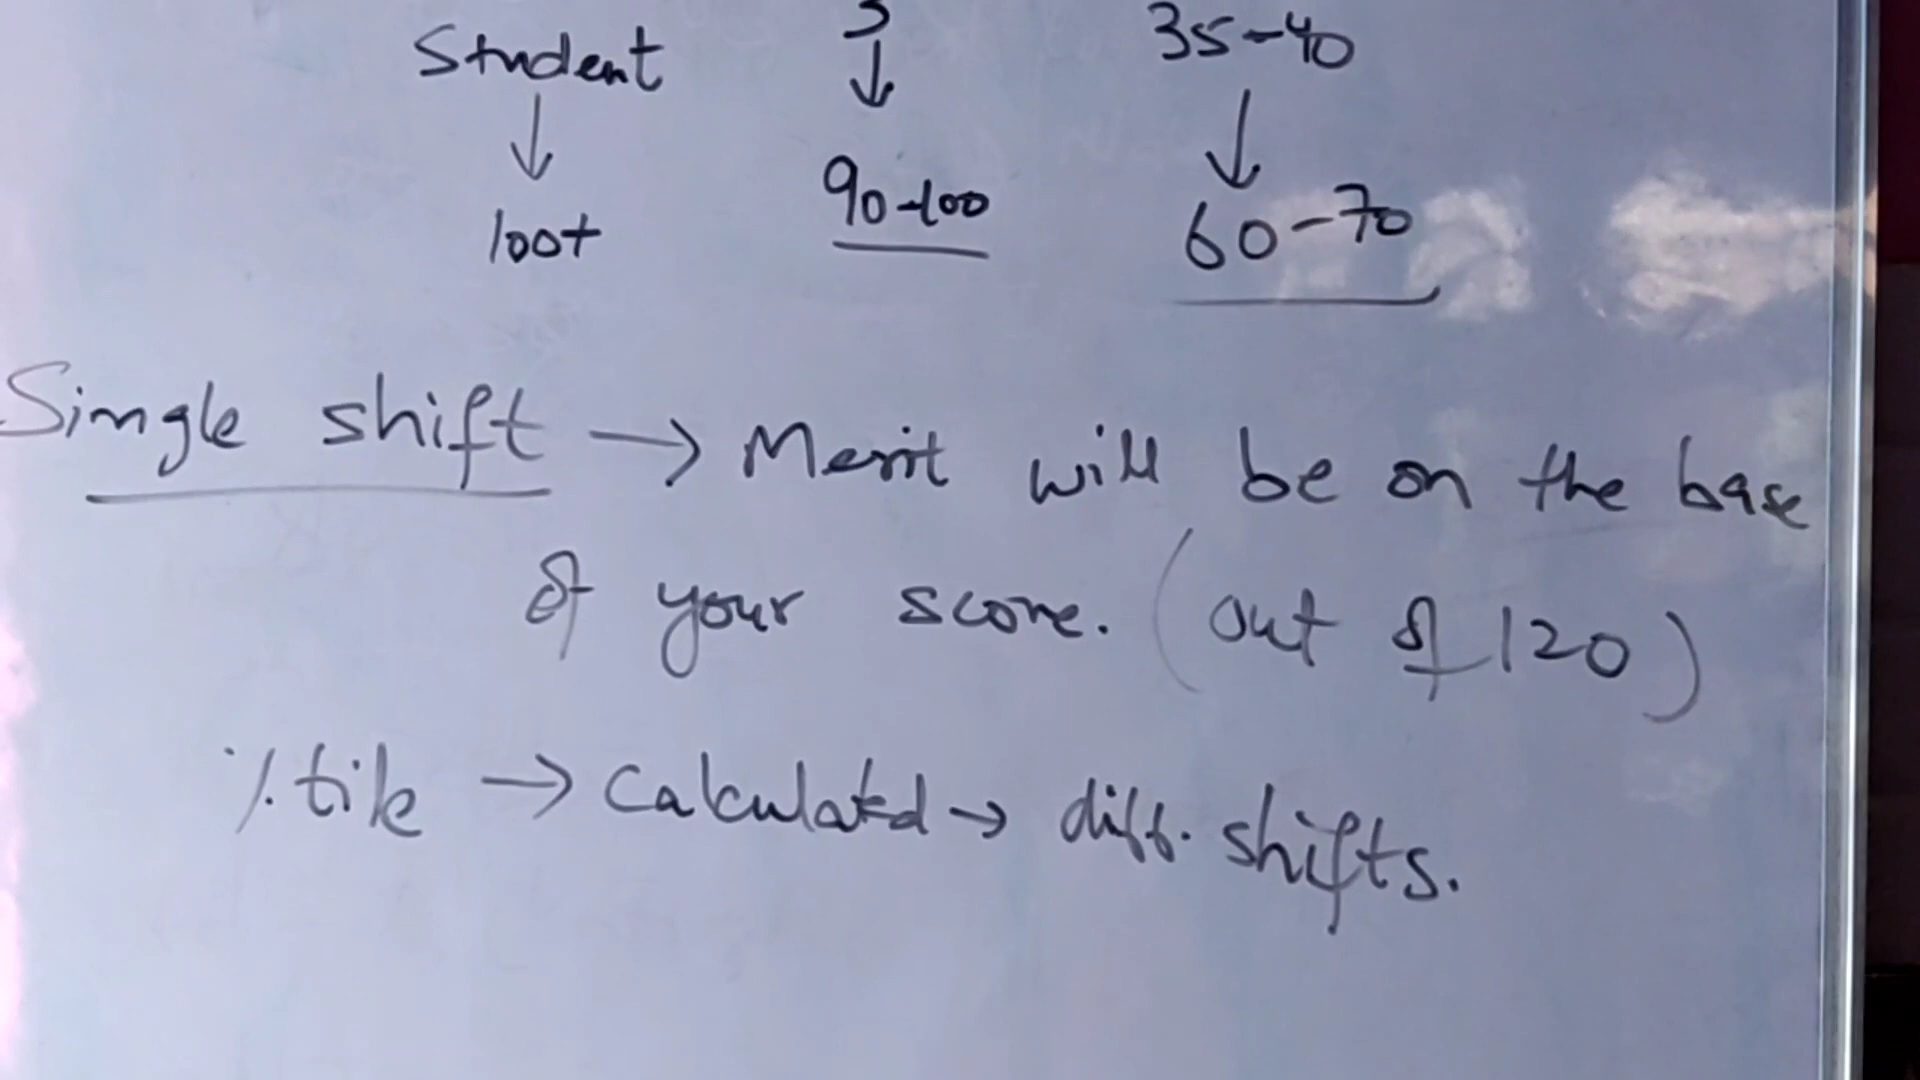 Student 5 35-40
↓ ↓ ↓
100+ 90-100 60-70
Single shift → Merit will be on the base
of your score. (out of 120)
%tile → Calculated → diff. shifts.